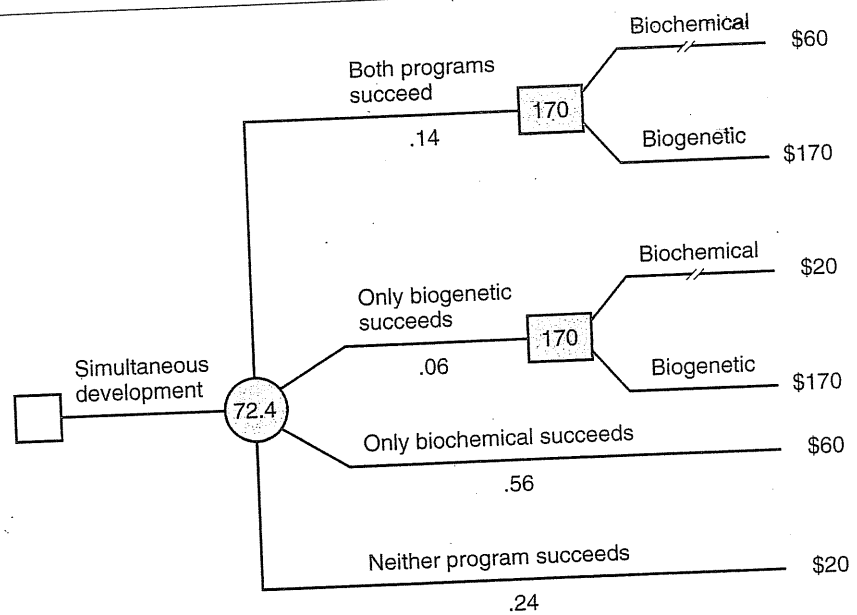 Biochemical
$60
Both programs
succeed
170
.14
Biogenetic
$170
Biochemical
$20
Only biogenetic
succeeds
170
.06
Biogenetic
$170
Simultaneous
development
72.4
Only biochemical succeeds
$60
.56
Neither program succeeds
$20
.24